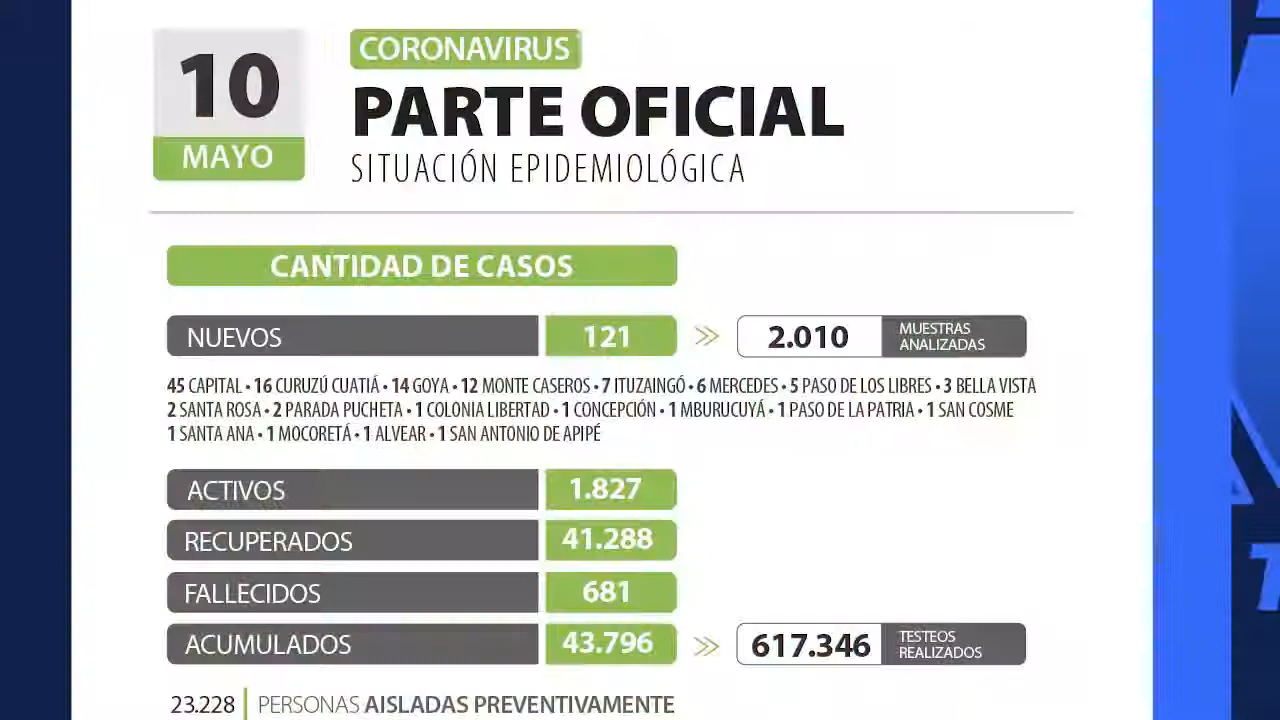 10
MAYO
CORONAVIRUS
PARTE OFICIAL
SITUACIÓN EPIDEMIOLÓGICA
CANTIDAD DE CASOS
NUEVOS 121 >> 2.010 MUESTRAS ANALIZADAS
45 CAPITAL • 16 CURUZÚ CUATIÁ • 14 GOYA • 12 MONTE CASEROS • 7 ITUZAINGÓ • 6 MERCEDES • 5 PASO DE LOS LIBRES • 3 BELLA VISTA
2 SANTA ROSA • 2 PARADA PUCHETA • 1 COLONIA LIBERTAD • 1 CONCEPCIÓN • 1 MBURUCUYÁ • 1 PASO DE LA PATRIA • 1 SAN COSME
1 SANTA ANA • 1 MOCORETÁ • 1 ALVEAR • 1 SAN ANTONIO DE APIPÉ
ACTIVOS 1.827
RECUPERADOS 41.288
FALLECIDOS 681
ACUMULADOS 43.796 >> 617.346 TESTEOS REALIZADOS
23.228 | PERSONAS AISLADAS PREVENTIVAMENTE